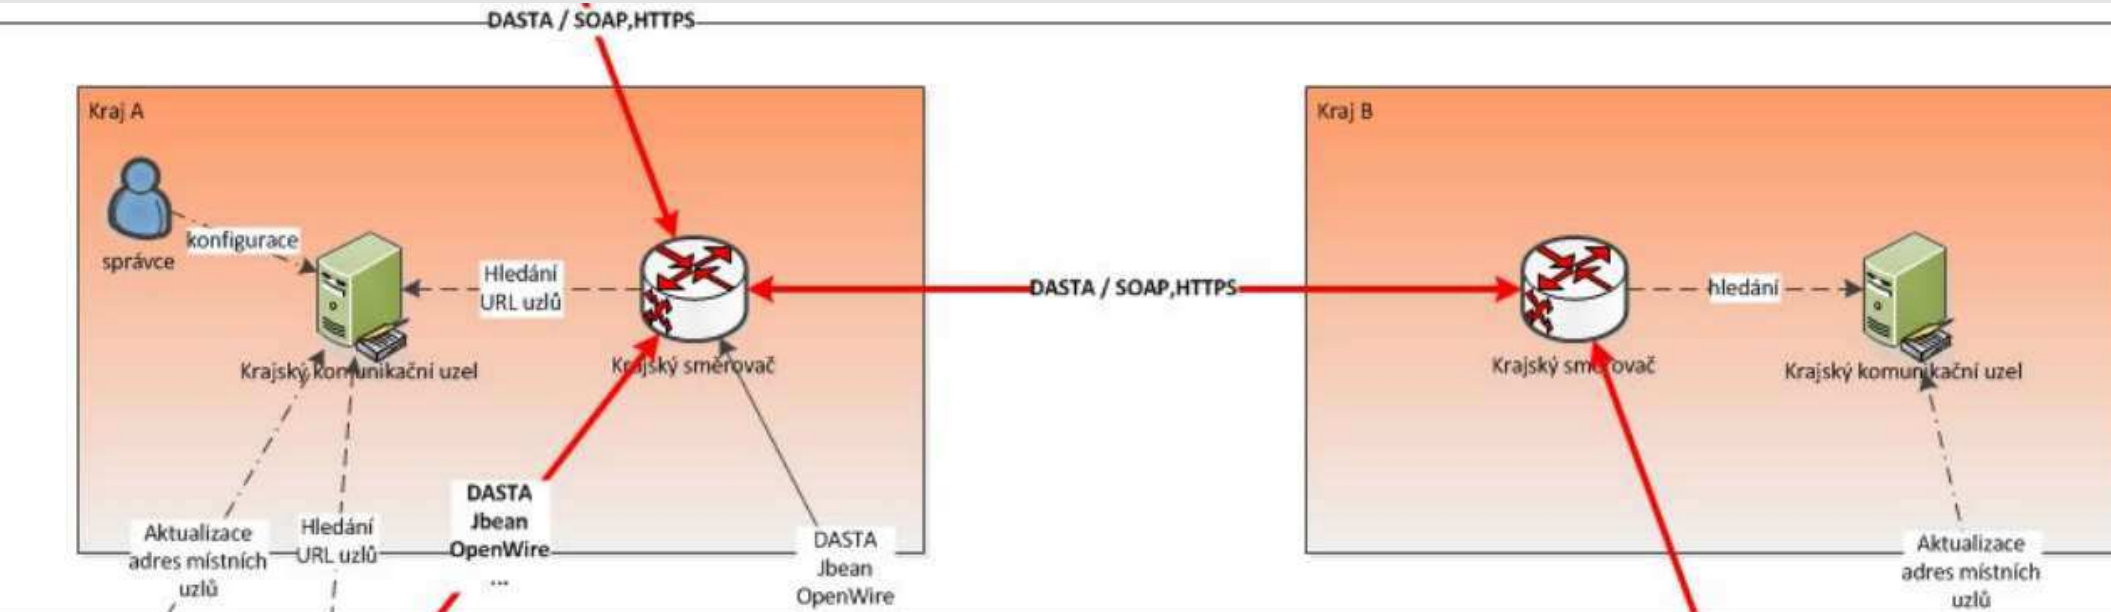 DASTA / SOAP,HTTPS
Kraj A
Kraj B
konfigurace
správce
Hledání
URL uzlů
DASTA / SOAP,HTTPS
hledání
Krajský komunikační uzel
Krajský směrovač
Krajský směrovač
Krajský komunikační uzel
Aktualizace
adres místních
uzlů
Hledání
URL uzlů
DASTA
Jbean
OpenWire
...
DASTA
Jbean
OpenWire
Aktualizace
adres místních
uzlů